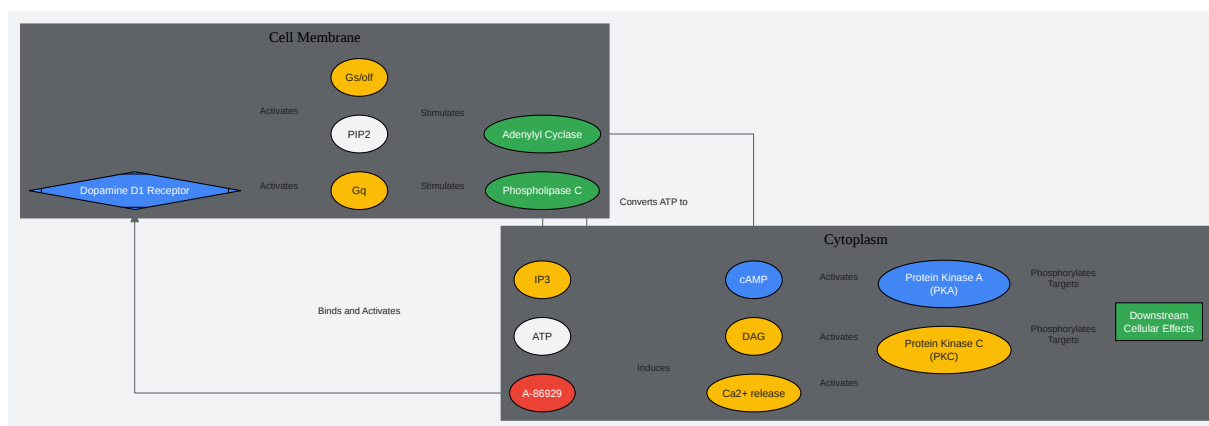 Cell Membrane
Gs/olf
Activates
Stimulates
PIP2
Adenylyl Cyclase
Dopamine D1 Receptor
Activates
Gq
Stimulates
Phospholipase C
Converts ATP to
Cytoplasm
IP3
cAMP
Activates
Protein Kinase A
(PKA)
Phosphorylates
Targets
Binds and Activates
Downstream
Cellular Effects
ATP
DAG
Activates
Protein Kinase C
(PKC)
Phosphorylates
Targets
Induces
A-86929
Ca2+ release
Activates